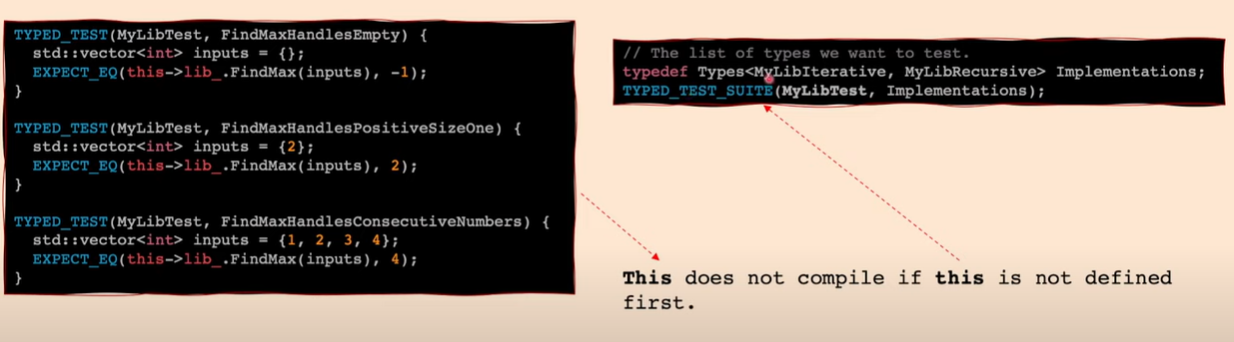 TYPED_TEST(MyLibTest, FindMaxHandlesEmpty) {
  std::vector<int> inputs = {};
  EXPECT_EQ(this->lib_.FindMax(inputs), -1);
}
TYPED_TEST(MyLibTest, FindMaxHandlesPositiveSizeOne) {
  std::vector<int> inputs = {2};
  EXPECT_EQ(this->lib_.FindMax(inputs), 2);
}
TYPED_TEST(MyLibTest, FindMaxHandlesConsecutiveNumbers) {
  std::vector<int> inputs = {1, 2, 3, 4};
  EXPECT_EQ(this->lib_.FindMax(inputs), 4);
}
// The list of types we want to test.
typedef Types<MyLibIterative, MyLibRecursive> Implementations;
TYPED_TEST_SUITE(MyLibTest, Implementations);
This does not compile if this is not defined
first.